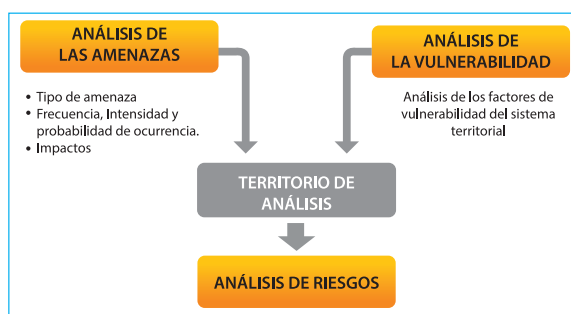 ANÁLISIS DE
LAS AMENAZAS
• Tipo de amenaza
• Frecuencia, Intensidad y
probabilidad de ocurrencia.
• Impactos
ANÁLISIS DE
LA VULNERABILIDAD
Análisis de los factores de
vulnerabilidad del sistema
territorial
TERRITORIO DE
ANÁLISIS
ANÁLISIS DE RIESGOS